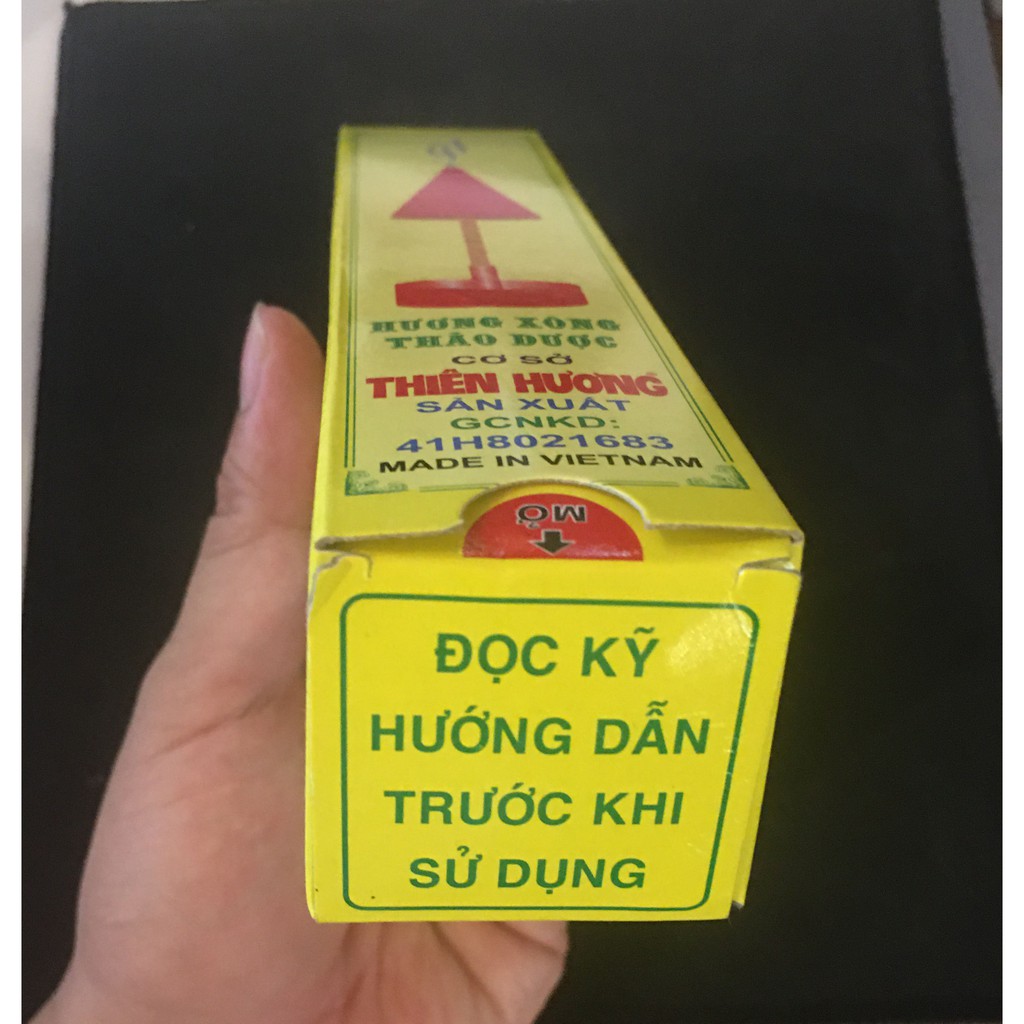 HƯƠNG XÔNG
THẢO DƯỢC
CƠ SỞ
THIÊN HƯƠNG
SẢN XUẤT
GCNKD:
41H8021683
MADE IN VIETNAM
MỞ
ĐỌC KỸ
HƯỚNG DẪN
TRƯỚC KHI
SỬ DỤNG